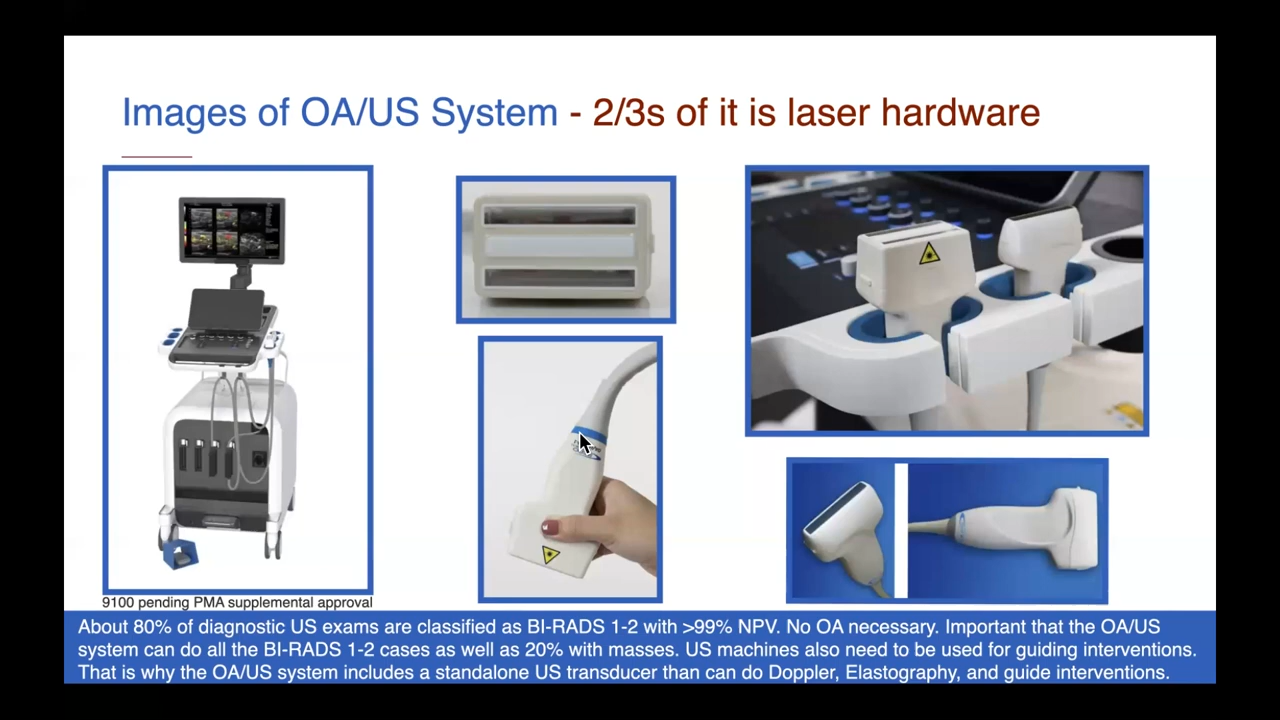 Images of OA/US System - 2/3s of it is laser hardware
9100 pending PMA supplemental approval
About 80% of diagnostic US exams are classified as BI-RADS 1-2 with >99% NPV. No OA necessary. Important that the OA/US
system can do all the BI-RADS 1-2 cases as well as 20% with masses. US machines also need to be used for guiding interventions.
That is why the OA/US system includes a standalone US transducer than can do Doppler, Elastography, and guide interventions.